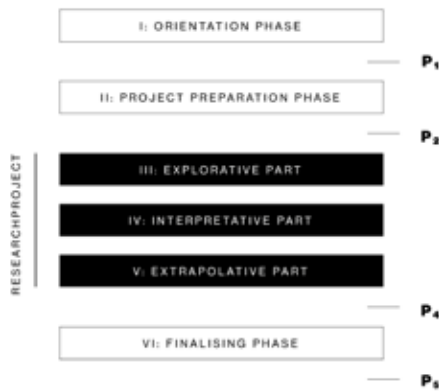 I: ORIENTATION PHASE
P₁
II: PROJECT PREPARATION PHASE
P₂
RESEARCHPROJECT
III: EXPLORATIVE PART
IV: INTERPRETATIVE PART
V: EXTRAPOLATIVE PART
P₄
VI: FINALISING PHASE
P₅